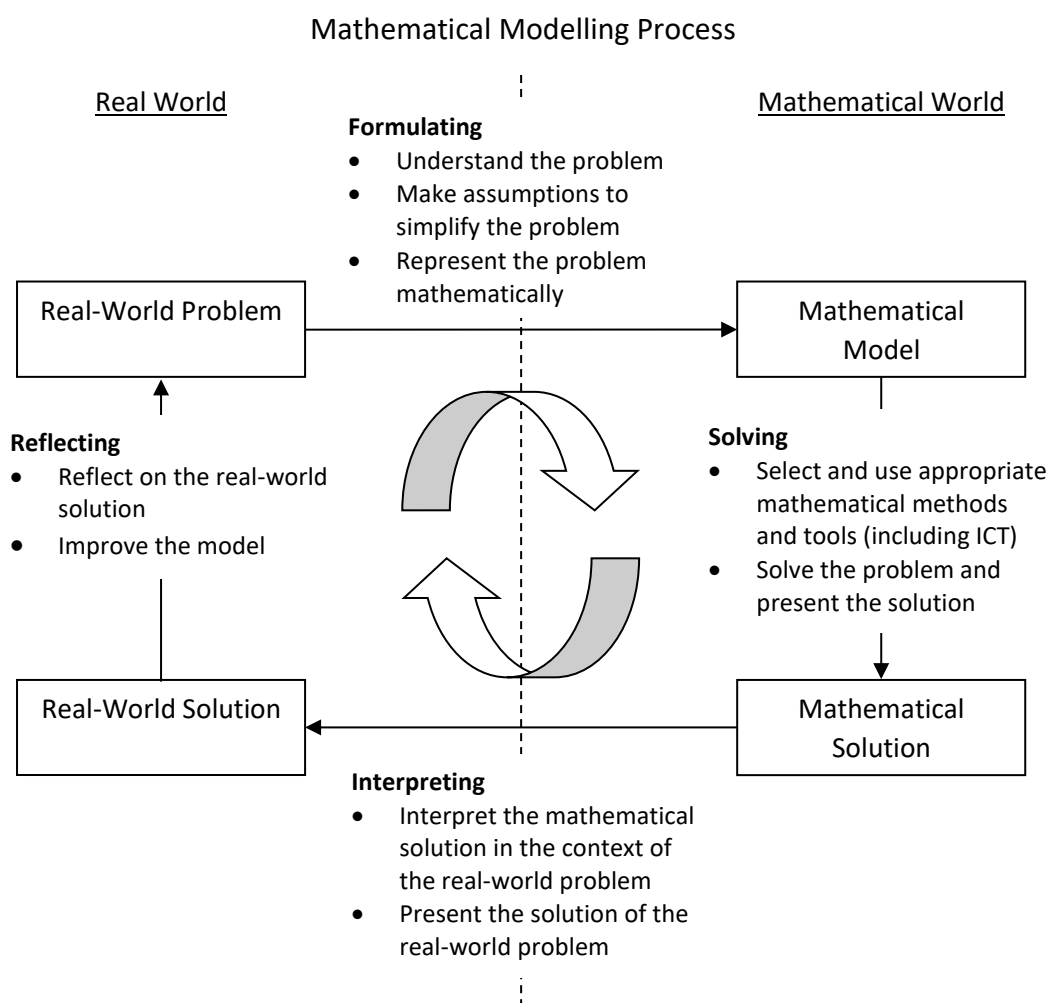 Mathematical Modelling Process
Real World
Mathematical World
Formulating
• Understand the problem
• Make assumptions to
simplify the problem
• Represent the problem
mathematically
Real-World Problem
Mathematical
Model
Reflecting
• Reflect on the real-world
solution
• Improve the model
Solving
• Select and use appropriate
mathematical methods
and tools (including ICT)
• Solve the problem and
present the solution
Real-World Solution
Mathematical
Solution
Interpreting
• Interpret the mathematical
solution in the context of
the real-world problem
• Present the solution of the
real-world problem